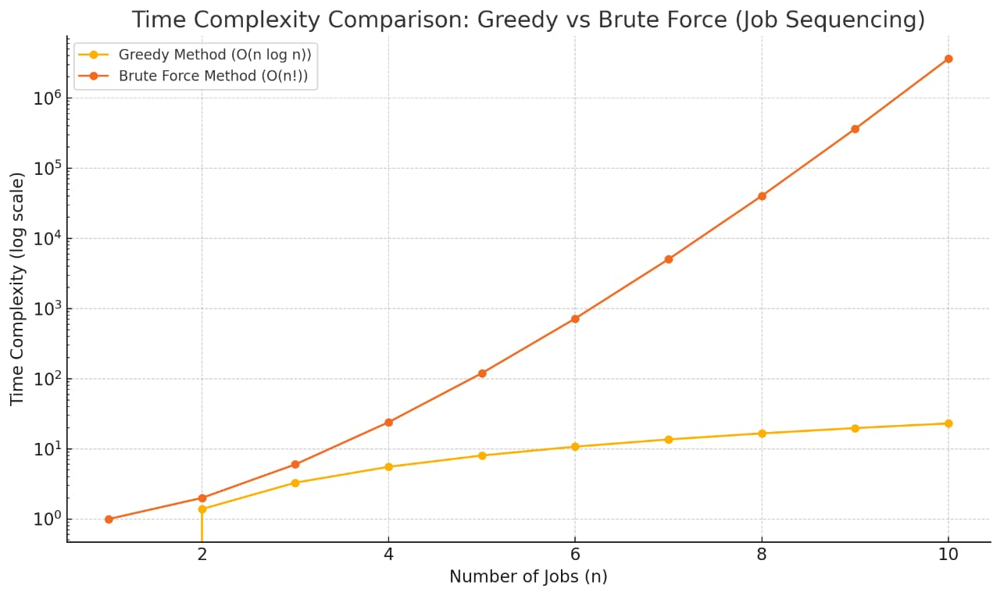 Time Complexity Comparison: Greedy vs Brute Force (Job Sequencing)
Greedy Method (O(n log n))
Brute Force Method (O(n!))
Time Complexity (log scale)
10⁶
10⁵
10⁴
10³
10²
10¹
10⁰
2 4 6 8 10
Number of Jobs (n)